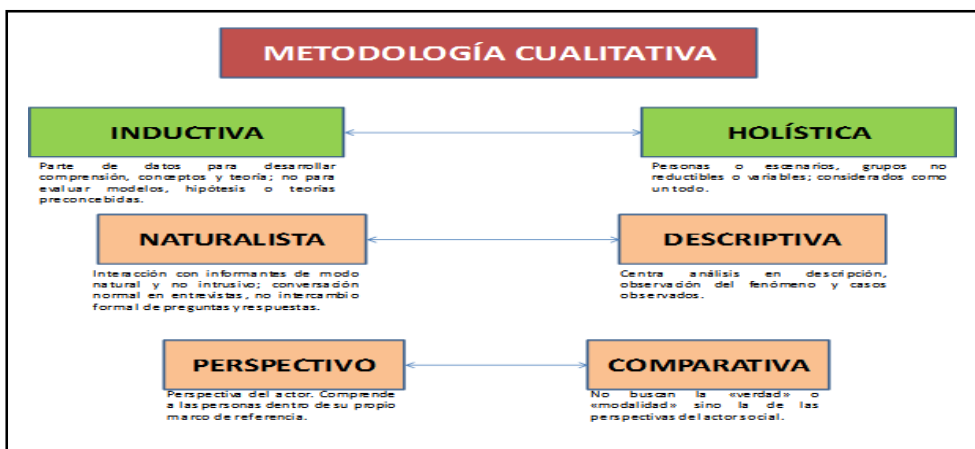 METODOLOGÍA CUALITATIVA
INDUCTIVA
Parte de datos para desarrollar
comprensión, conceptos y teoría; no para
evaluar modelos, hipótesis o teorías
preconcebidas.
HOLÍSTICA
Personas o escenarios, grupos no
reductibles o variables; considerados como
un todo.
NATURALISTA
Interacción con informantes de modo
natural y no intrusivo; conversación
normal en entrevistas, no intercambio
formal de preguntas y respuestas.
DESCRIPTIVA
Centra análisis en descripción,
observación del fenómeno y casos
observados.
PERSPECTIVO
Perspectiva del actor. Comprende
a las personas dentro de su propio
marco de referencia.
COMPARATIVA
No buscan la «verdad» o
«modalidad» sino la de las
perspectivas del actor social.